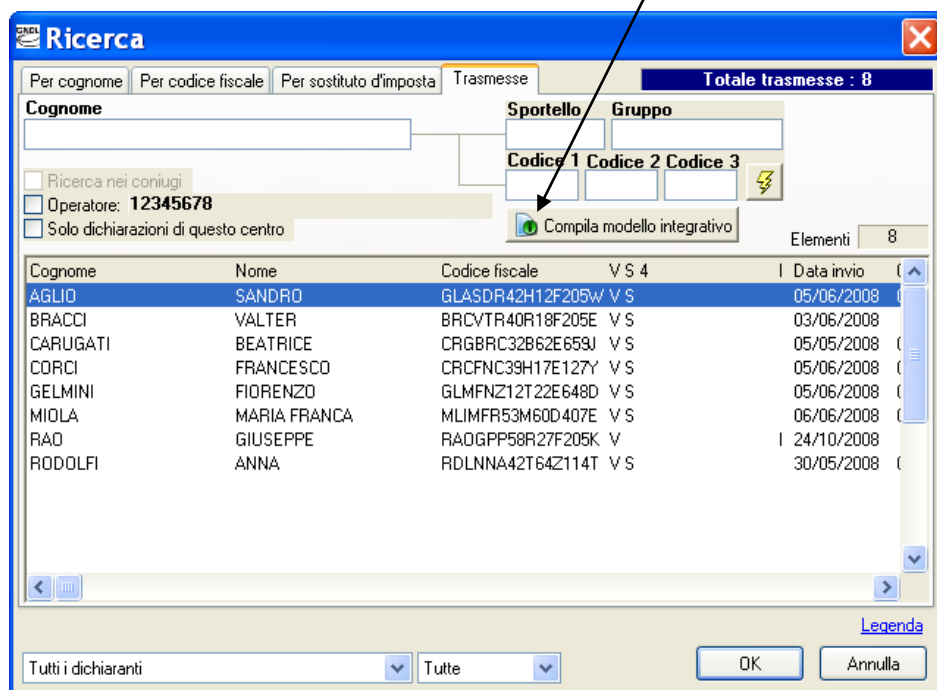 Ricerca
Per cognome Per codice fiscale Per sostituto d'imposta Trasmesse Totale trasmesse : 8
Cognome Sportello Gruppo
Codice 1 Codice 2 Codice 3
Ricerca nei coniugi
Operatore: 12345678
Solo dichiarazioni di questo centro Compila modello integrativo Elementi 8
Cognome Nome Codice fiscale V S 4 I Data invio
AGLIO SANDRO GLASDR42H12F205W V S 05/06/2008
BRACCI VALTER BRCVTR40R18F205E V S 03/06/2008
CARUGATI BEATRICE CRGBRC32B62E659J V S 05/05/2008
CORCI FRANCESCO CRCFNC39H17E127Y V S 05/06/2008
GELMINI FIORENZO GLMFNZ12T22E648D V S 05/06/2008
MIOLA MARIA FRANCA MLIMFR53M60D407E V S 06/06/2008
RAO GIUSEPPE RAOGPP58R27F205K V I 24/10/2008
RODOLFI ANNA RDLNNA42T64Z114T V S 30/05/2008
Legenda
Tutti i dichiaranti Tutte OK Annulla